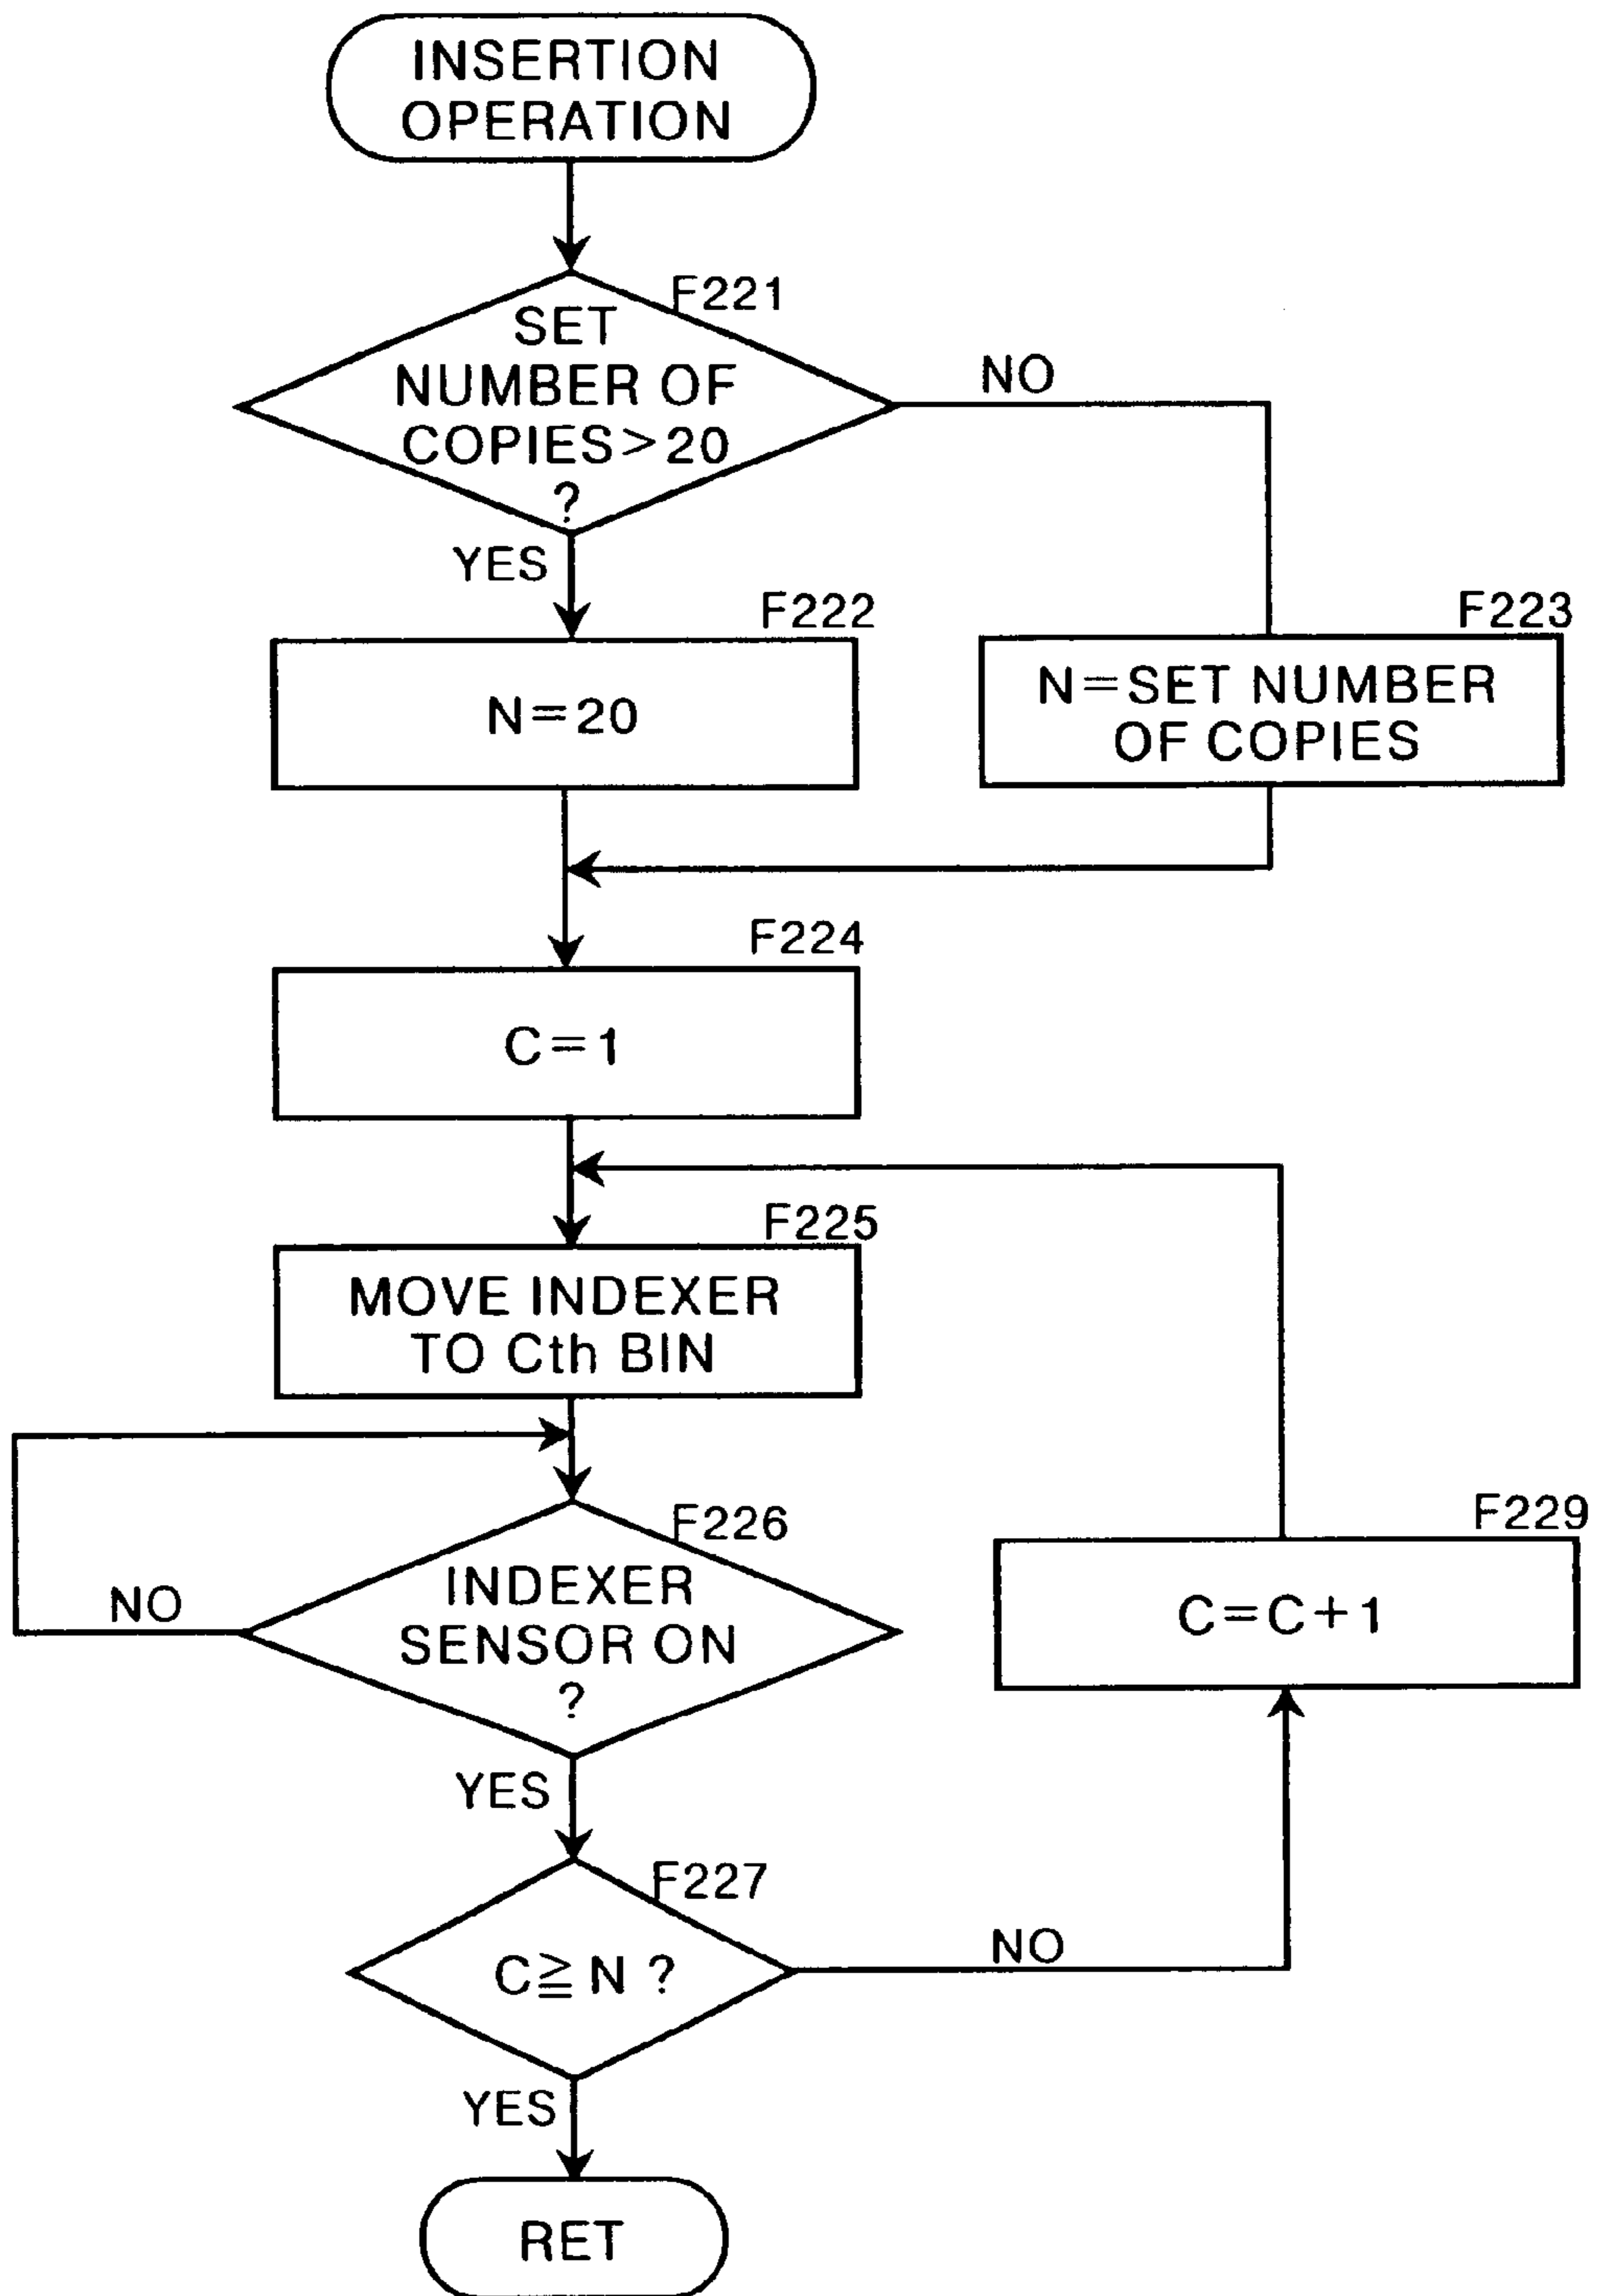 INSERTION
OPERATION
F221
SET
NUMBER OF
COPIES>20
?
NO
YES
F222
N=20
F223
N=SET NUMBER
OF COPIES
F224
C=1
F225
MOVE INDEXER
TO Cth BIN
F226
INDEXER
SENSOR ON
?
NO
YES
F229
C=C+1
F227
C≧N ?
NO
YES
RET